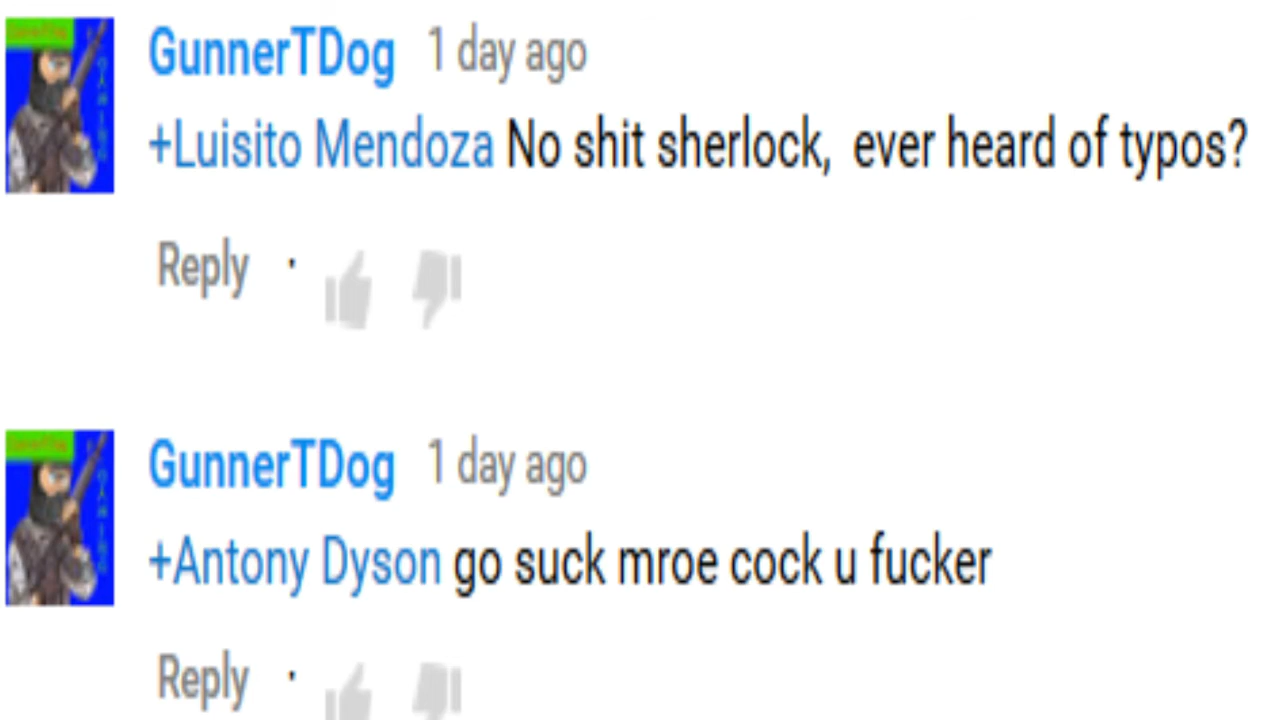 GunnerTDog 1 day ago
+Luisito Mendoza No shit sherlock, ever heard of typos?
Reply ·
GunnerTDog 1 day ago
+Antony Dyson go suck mroe cock u fucker
Reply ·